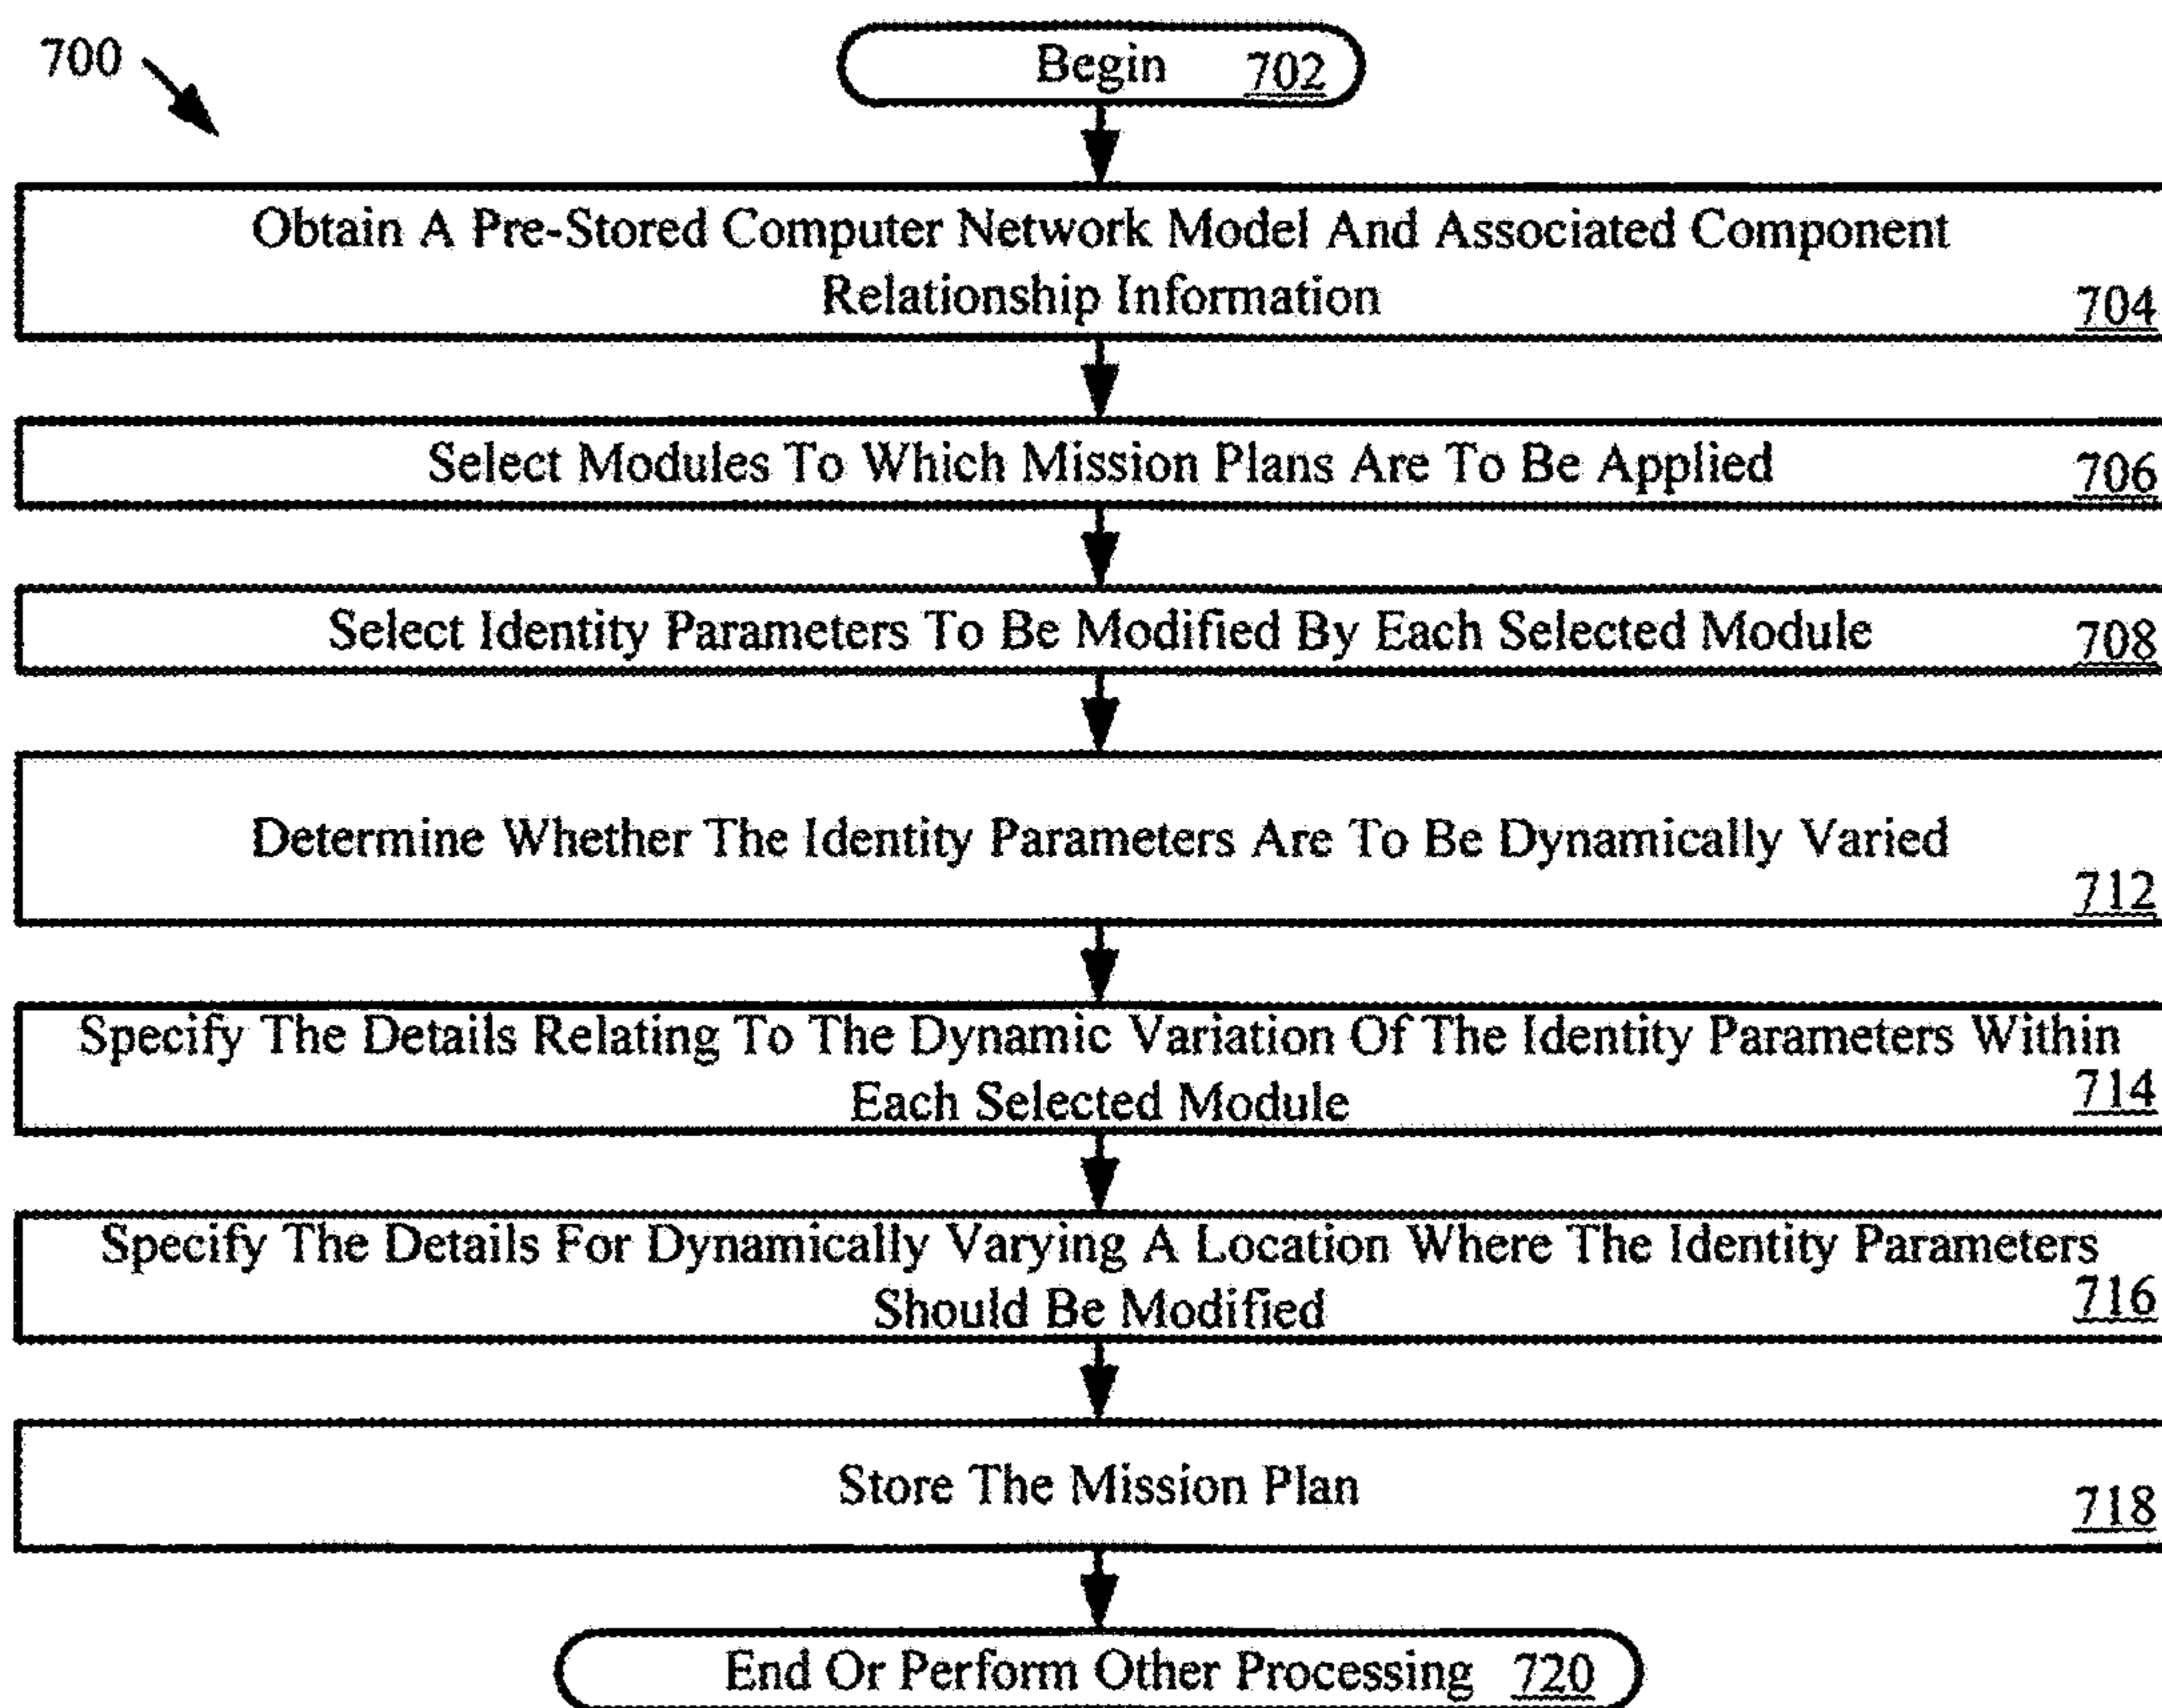 700
Begin 702
Obtain A Pre-Stored Computer Network Model And Associated Component
Relationship Information
704
Select Modules To Which Mission Plans Are To Be Applied 706
Select Identity Parameters To Be Modified By Each Selected Module 708
Determine Whether The Identity Parameters Are To Be Dynamically Varied
712
Specify The Details Relating To The Dynamic Variation Of The Identity Parameters Within
Each Selected Module 714
Specify The Details For Dynamically Varying A Location Where The Identity Parameters
Should Be Modified 716
Store The Mission Plan 718
End Or Perform Other Processing 720